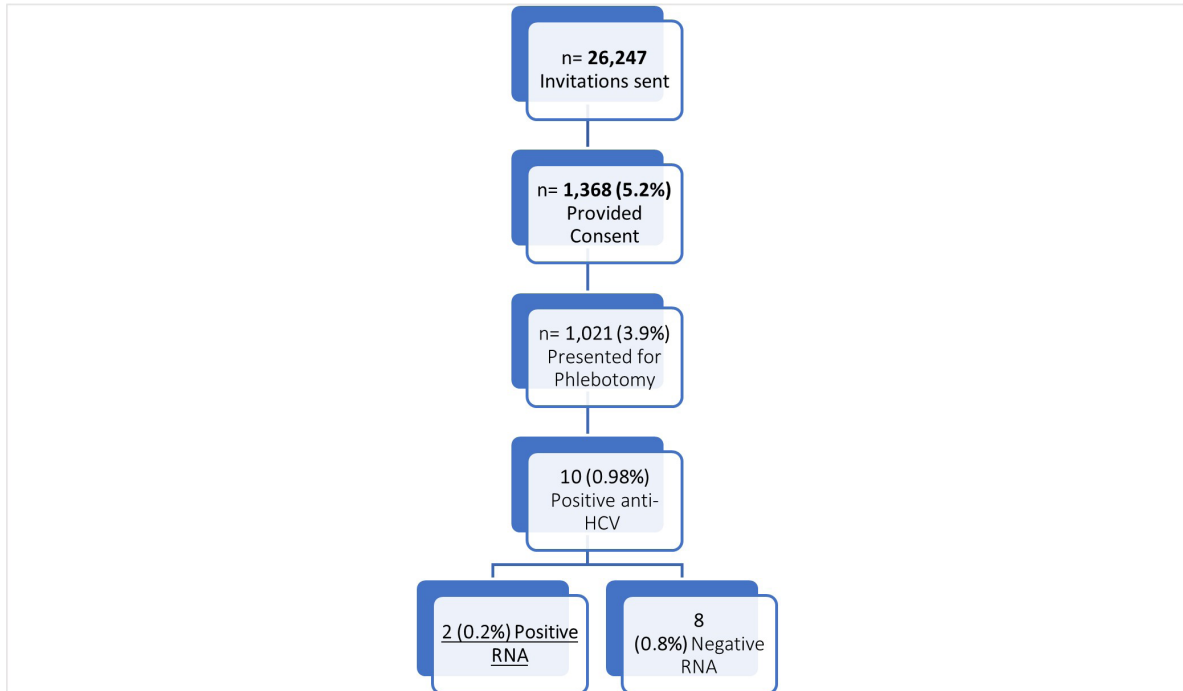 n= 26,247
Invitations sent
n= 1,368 (5.2%)
Provided
Consent
n= 1,021 (3.9%)
Presented for
Phlebotomy
10 (0.98%)
Positive anti-
HCV
2 (0.2%) Positive
RNA
8
(0.8%) Negative
RNA